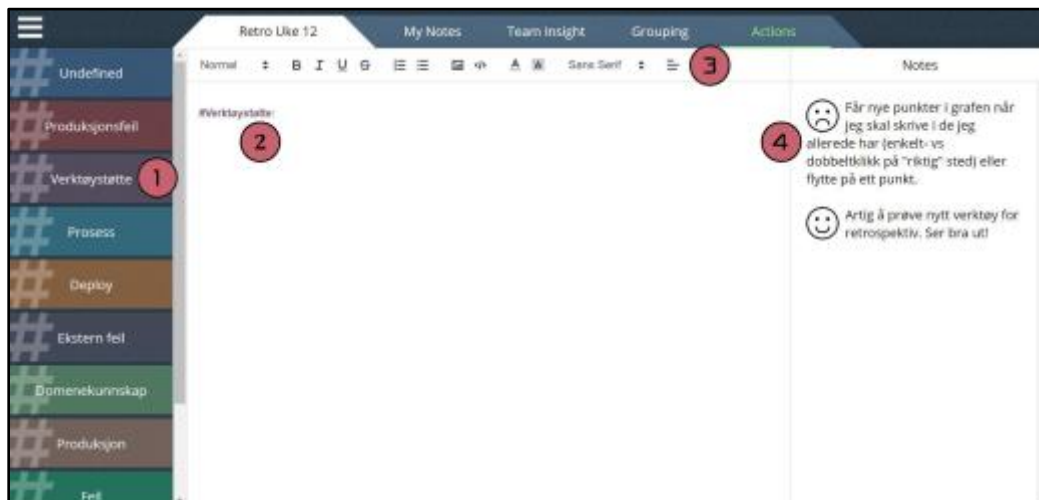 Retro Uke 12
My Notes
Team Insight
Grouping
Actions
Undefined
Produksjonsfeil
Verktøystøtte
Prosess
Deploy
Ekstern feil
Domenekunnskap
Produksjon
Feil
Normal B I U S A A Sans Serif
#Verktøystøtte:
1
2
3
4
Notes
Får nye punkter i grafen når
jeg skal skrive i de jeg
allerede har (enkelt- vs
dobbeltklikk på "riktig" sted) eller
flytte på ett punkt.
Artig å prøve nytt verktøy for
retrospektiv. Ser bra ut!